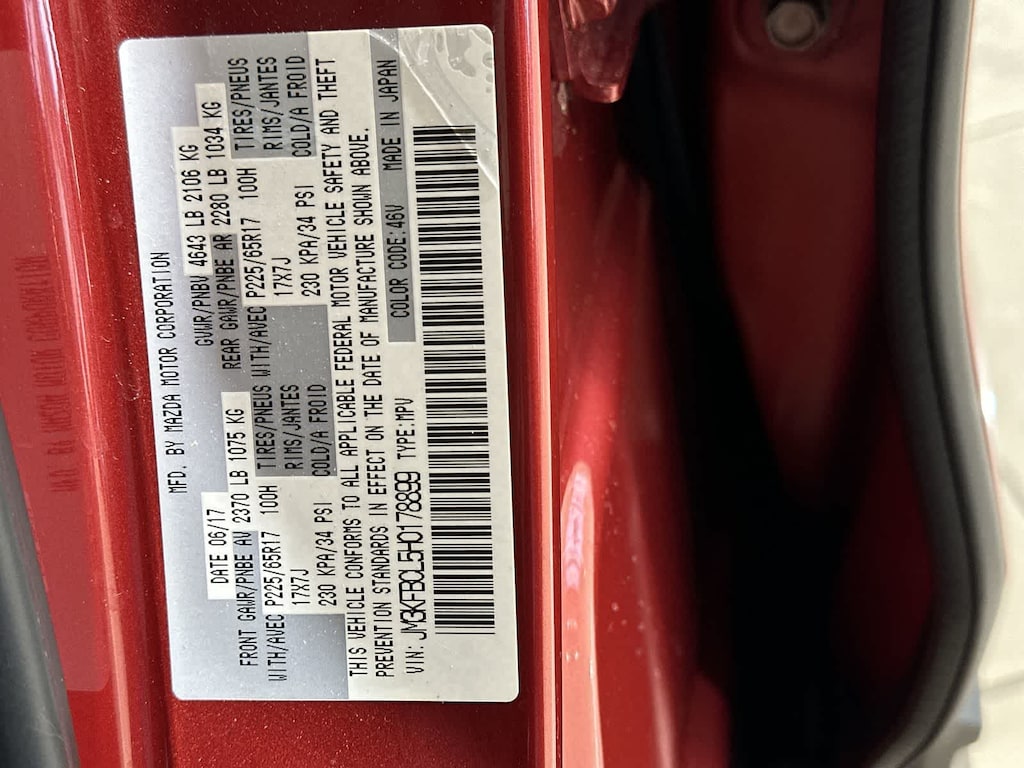 MFD. BY MAZDA MOTOR CORPORATION
DATE 06/17 GVWR/PNBV 4643 LB 2106 KG
FRONT GAWR/PNBE AV 2370 LB 1075 KG REAR GAWR/PNBE AR 2280 LB 1034 KG
WITH/AVEC P225/65R17 100H TIRES/PNEUS WITH/AVEC P225/65R17 100H TIRES/PNEUS
17X7J RIMS/JANTES 17X7J RIMS/JANTES
230 KPA/34 PSI COLD/A FROID 230 KPA/34 PSI COLD/A FROID
THIS VEHICLE CONFORMS TO ALL APPLICABLE FEDERAL MOTOR VEHICLE SAFETY AND THEFT
PREVENTION STANDARDS IN EFFECT ON THE DATE OF MANUFACTURE SHOWN ABOVE.
VIN: JM3KFBCL5H0178899 TYPE:MPV COLOR CODE:46V MADE IN JAPAN